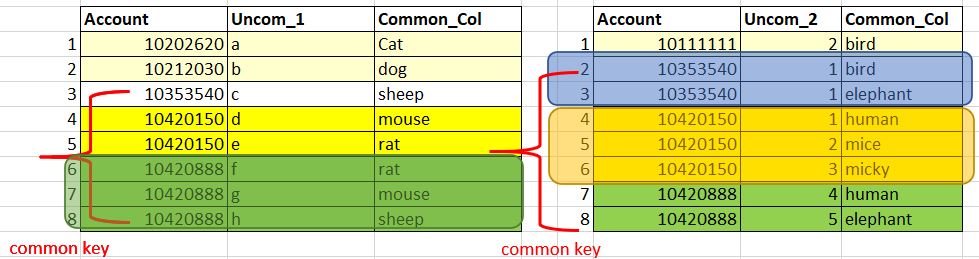 Account Uncom_1 Common_Col Account Uncom_2 Common_Col
1 10202620 a Cat 1 10111111 2 bird
2 10212030 b dog 2 10353540 1 bird
3 10353540 c sheep 3 10353540 1 elephant
4 10420150 d mouse 4 10420150 1 human
5 10420150 e rat 5 10420150 2 mice
6 10420888 f rat 6 10420150 3 micky
7 10420888 g mouse 7 10420888 4 human
8 10420888 h sheep 8 10420888 5 elephant
common key common key